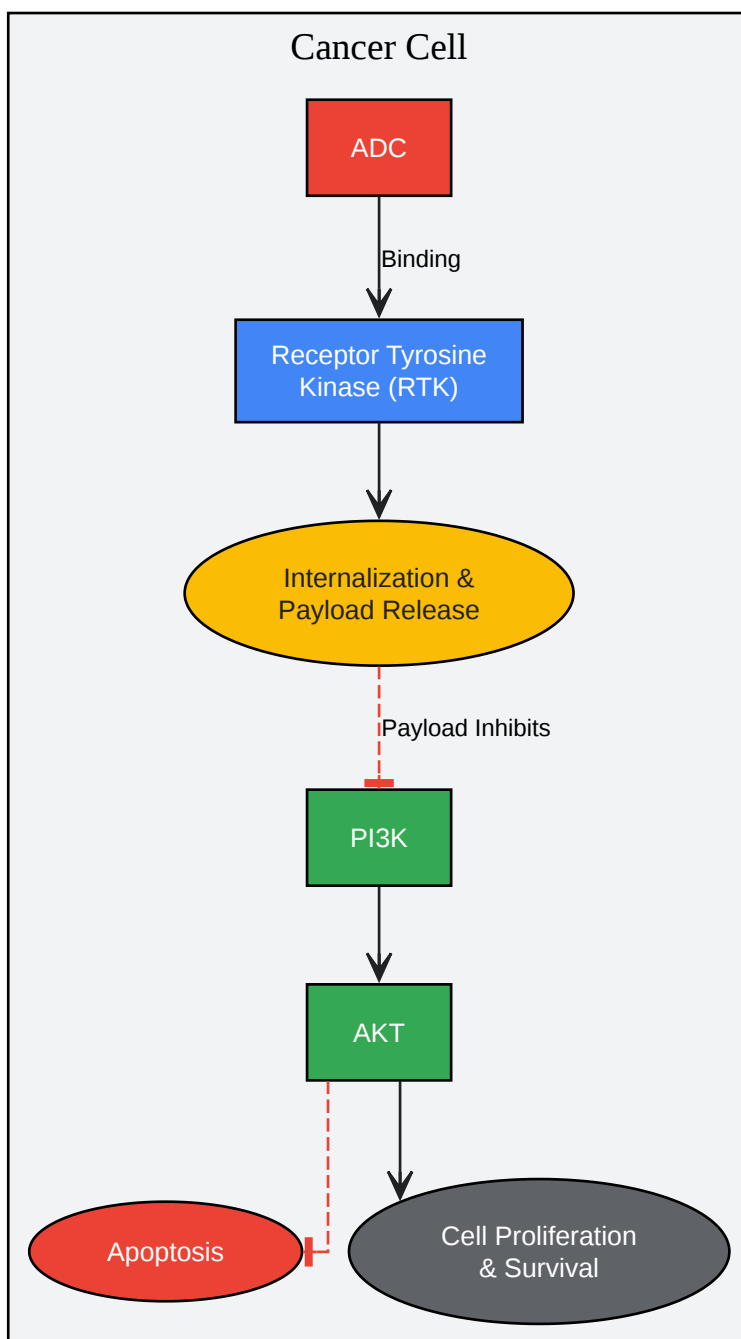 Cancer Cell
ADC
Binding
Receptor Tyrosine
Kinase (RTK)
Internalization &
Payload Release
Payload Inhibits
PI3K
AKT
Apoptosis
Cell Proliferation
& Survival